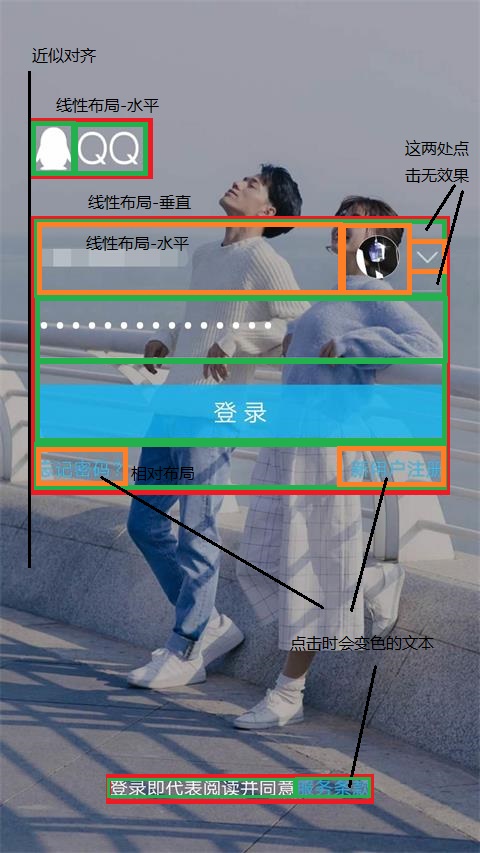 近似对齐
线性布局-水平
QQ
这两处点
击无效果
线性布局-垂直
线性布局-水平
登 录
忘记密码？
相对布局
新用户注册
点击时会变色的文本
登录即代表阅读并同意服务条款